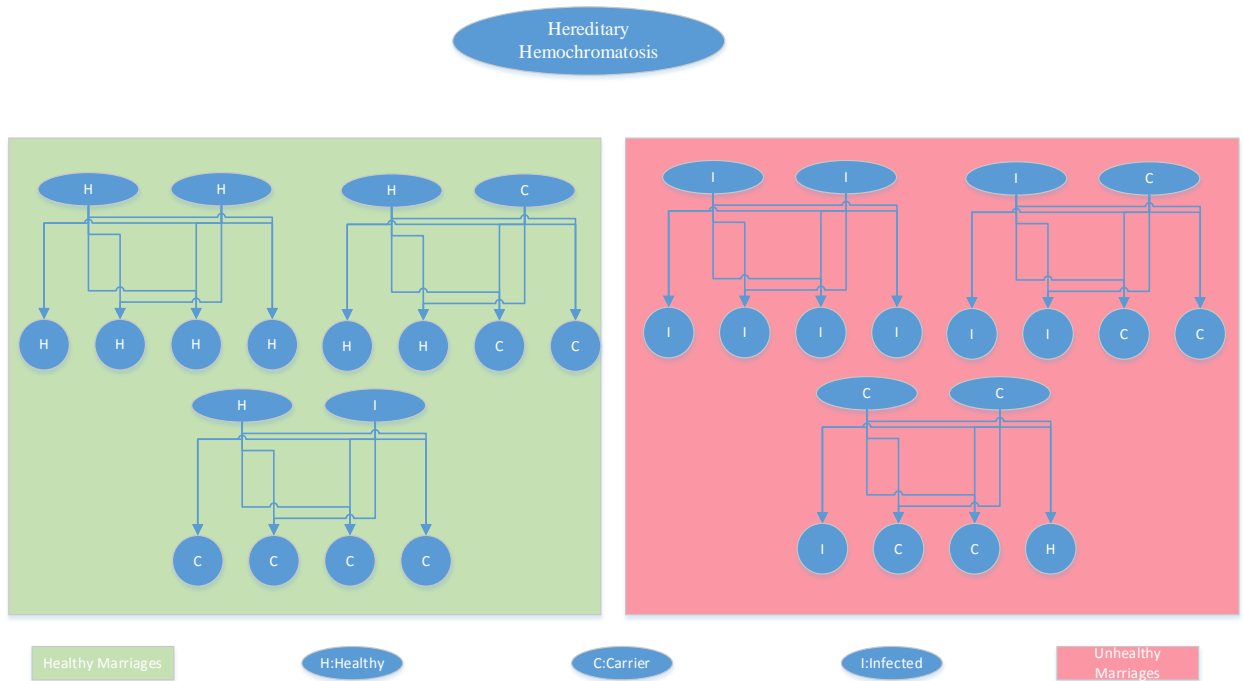 Hereditary
Hemochromatosis
H H H C
H H H H H H C C
H I
C C C C
I I I C
I I I I I I C C
C C
I C C H
Healthy Marriages
H:Healthy
C:Carrier
I:Infected
Unhealthy
Marriages